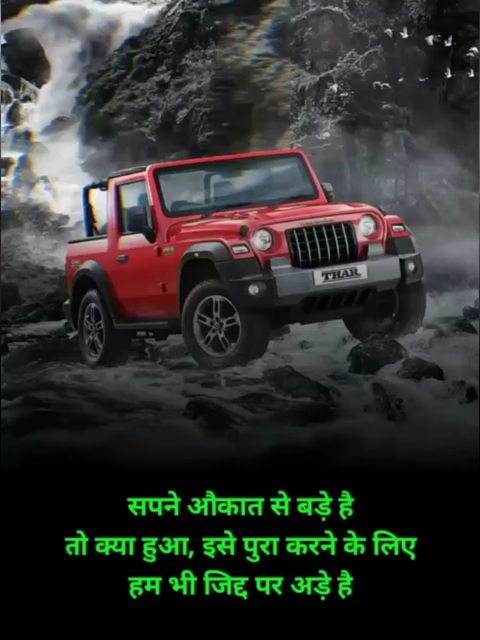 THAR
सपने औकात से बड़े है
तो क्या हुआ, इसे पुरा करने के लिए
हम भी जिद्द पर अड़े है